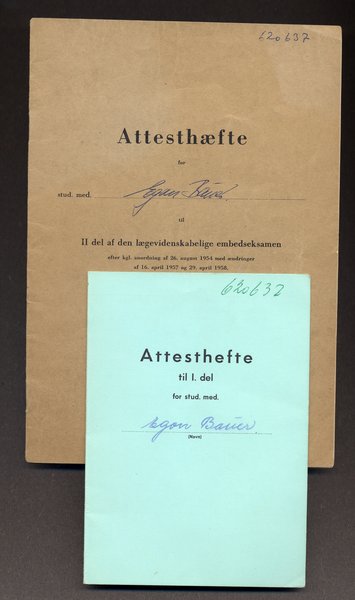 620637
Attesthæfte
for
stud. med. Egon Bauer
til
II del af den lægevidenskabelige embedseksamen
efter kgl. anordning af 26. august 1954 med ændringer
af 16. april 1957 og 29. april 1958.
620637
Attesthefte
til I. del
for stud. med.
Egon Bauer
(Navn)